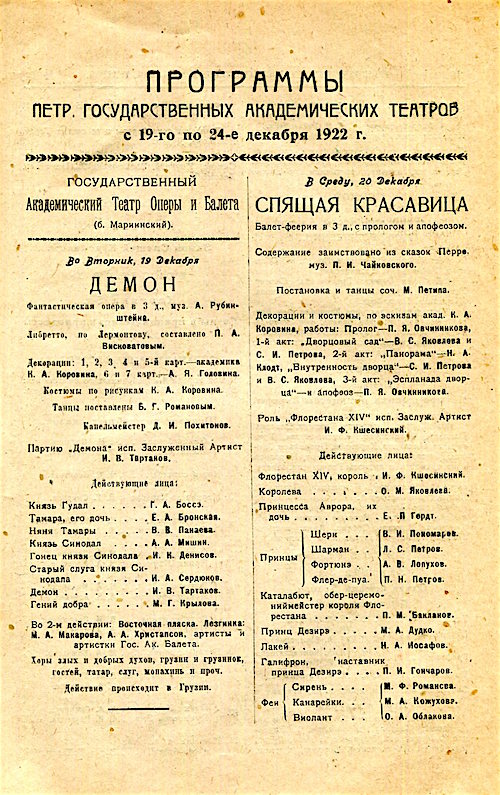 ПРОГРАММЫ
ПЕТР. ГОСУДАРСТВЕННЫХ АКАДЕМИЧЕСКИХ ТЕАТРОВ
с 19-го по 24-е декабря 1922 г.
ГОСУДАРСТВЕННЫЙ
Академический Театр Оперы и Балета
(б. Мариинский).
Во Вторник, 19 Декабря
ДЕМОН
Фантастическая опера в 3 д., муз. А. Рубин-
штейна.
Либретто, по Лермонтову, составлено П. А.
Висковатовым.
Декорации: 1, 2, 3, 4 и 5-й карт.—академика
К. А. Коровина, 6 и 7 карт.—А. Я. Головина.
Костюмы по рисункам К. А. Коровина.
Танцы поставлены Б. Г. Романовым.
Капельмейстер Д. И. Похитонов.
Партию „Демона“ исп. Заслуженный Артист
И. В. Тартаков.
Действующие лица:
Князь Гудал . . . . . . Г. А. Боссэ.
Тамара, его дочь . . . . Е. А. Бронская.
Няня Тамары . . . . . В. В. Панаева.
Князь Синодал . . . . . А. А. Мишин.
Гонец князя Синодала . И. К. Денисов.
Старый слуга князя Си-
нодала . . . . . . . И. А. Сердюков.
Демон . . . . . . . . И. В. Тартаков.
Гений добра . . . . . . М. Г. Крылова.
Во 2-м действии: Восточная пляска. Лезгинка:
М. А. Макарова, А. А. Христапсон, артисты и
артистки Гос. Ак. Балета.
Хоры злых и добрых духов, грузин и грузинок,
гостей, татар, слуг, монахинь и проч.
Действие происходит в Грузии.
В Среду, 20 Декабря
СПЯЩАЯ КРАСАВИЦА
Балет-феерия в 3 д., с прологом и апофеозом.
Содержание заимствовано из сказок Перро,
муз. П. И. Чайковского.
Постановка и танцы соч. М. Петипа.
Декорации и костюмы, по эскизам акад. К. А.
Коровина, работы: Пролог—П. Я. Овчинникова,
1-й акт: „Дворцовый сад“—В. С. Яковлева и
С. И. Петрова, 2-й акт: „Панорама“—Н. А.
Клодт, „Внутренность дворца“—С. И. Петрова
и В. С. Яковлева, 3-й акт: „Эспланада двор-
ца“—и апофеоз—П. Я. Овчинникова.
Роль „Флорестана XIV“ исп. Заслуж. Артист
И. Ф. Кшесинский.
Действующие лица:
Флорестан XIV, король . И. Ф. Кшесинский.
Королева . . . . . . О. М. Яковлева.
Принцесса Аврора, их
дочь . . . . . . . . Е. П Гердт.
Принцы
Шери . . . В. И. Пономарев.
Шарман . . Л. С. Петров.
Фортюнэ . . А. В. Лопухов.
Флер-де-пуа. П. Н. Петров.
Каталабют, обер-церемо-
ниймейстер короля Фло-
рестана . . . . . . . П. М. Бакланов.
Принц Дезирэ . . . . . М. А. Дудко.
Лакей . . . . . . . . Н. А. Иосафов.
Галифрон, наставник
принца Дезирэ . . . . П. И. Гончаров.
Феи
Сирень . . . М. Ф. Романова.
Канарейки . . М. А. Кожухова.
Виолант . . О. А. Облакова.